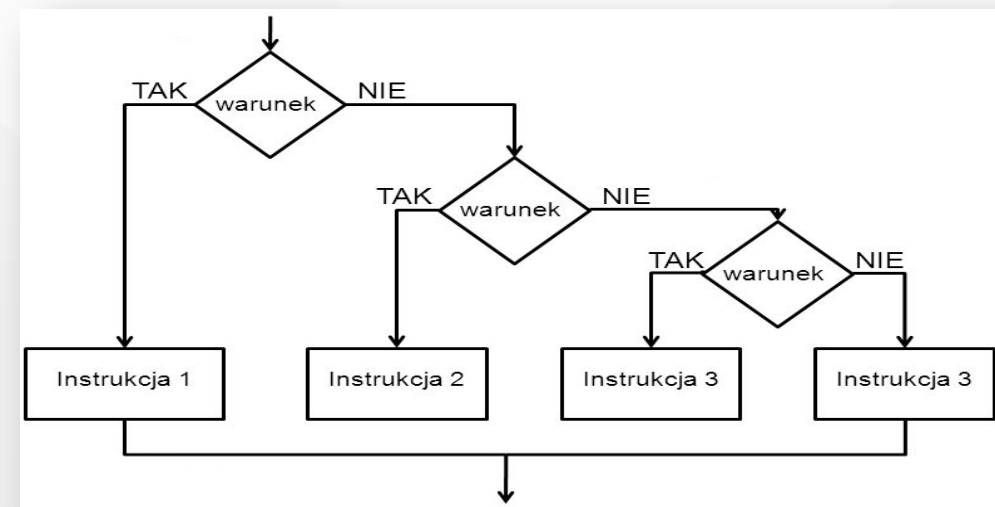 TAK
warunek
NIE
TAK
warunek
NIE
TAK
warunek
NIE
Instrukcja 1
Instrukcja 2
Instrukcja 3
Instrukcja 3